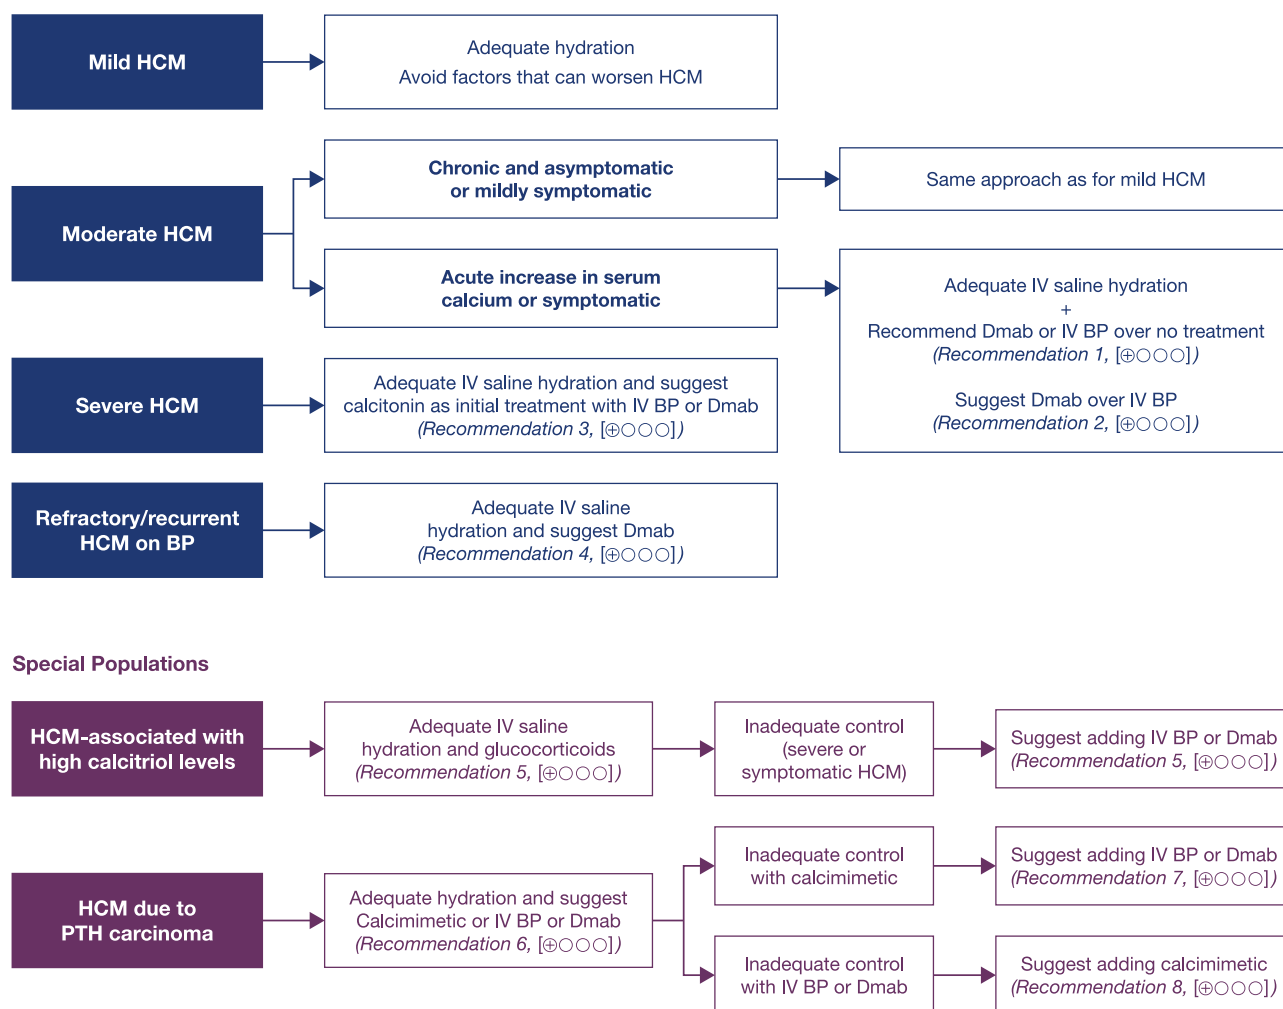 Mild HCM
Adequate hydration
Avoid factors that can worsen HCM
Moderate HCM
Chronic and asymptomatic
or mildly symptomatic
Same approach as for mild HCM
Acute increase in serum
calcium or symptomatic
Adequate IV saline hydration
+
Recommend Dmab or IV BP over no treatment
(Recommendation 1, [⊕○○○])
Suggest Dmab over IV BP
(Recommendation 2, [⊕○○○])
Severe HCM
Adequate IV saline hydration and suggest
calcitonin as initial treatment with IV BP or Dmab
(Recommendation 3, [⊕○○○])
Refractory/recurrent
HCM on BP
Adequate IV saline
hydration and suggest Dmab
(Recommendation 4, [⊕○○○])
Special Populations
HCM-associated with
high calcitriol levels
Adequate IV saline
hydration and glucocorticoids
(Recommendation 5, [⊕○○○])
Inadequate control
(severe or
symptomatic HCM)
Suggest adding IV BP or Dmab
(Recommendation 5, [⊕○○○])
HCM due to
PTH carcinoma
Adequate hydration and suggest
Calcimimetic or IV BP or Dmab
(Recommendation 6, [⊕○○○])
Inadequate control
with calcimimetic
Suggest adding IV BP or Dmab
(Recommendation 7, [⊕○○○])
Inadequate control
with IV BP or Dmab
Suggest adding calcimimetic
(Recommendation 8, [⊕○○○])